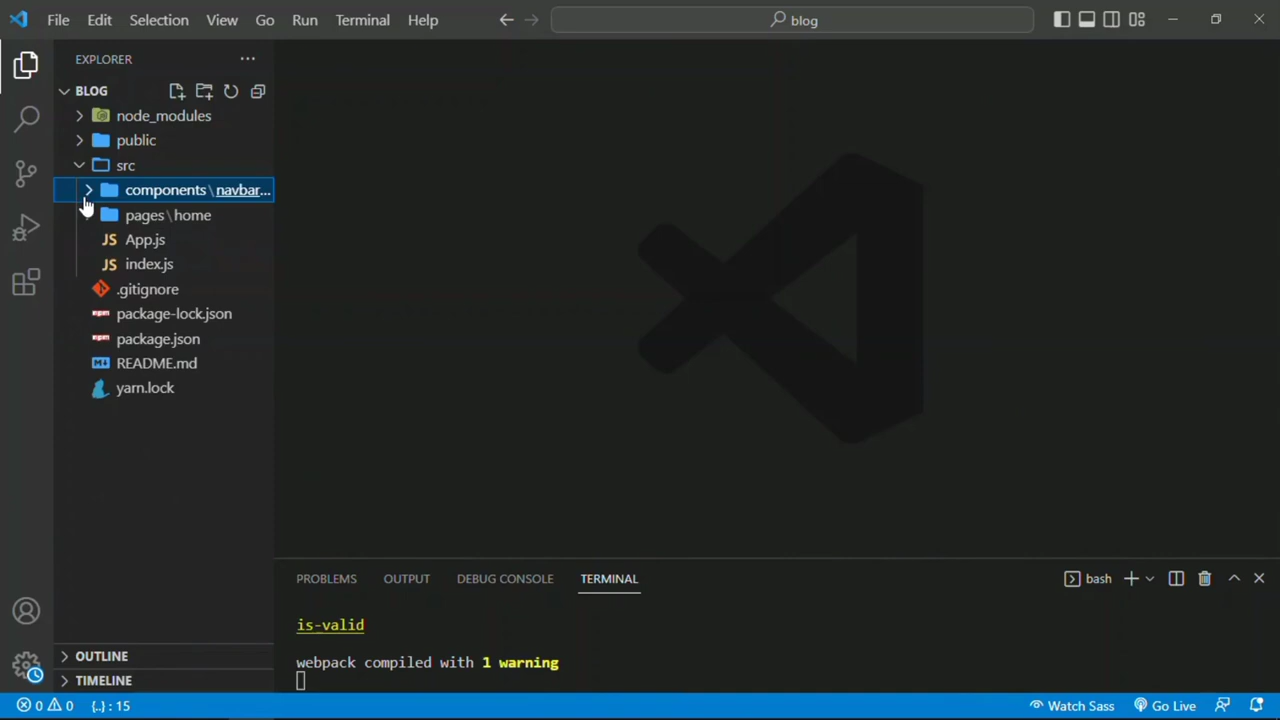 File Edit Selection View Go Run Terminal Help
blog
EXPLORER
BLOG
node_modules
public
src
components\navbar...
pages\home
JS App.js
JS index.js
.gitignore
package-lock.json
package.json
README.md
yarn.lock
OUTLINE
TIMELINE
PROBLEMS OUTPUT DEBUG CONSOLE TERMINAL
bash
is-valid
webpack compiled with 1 warning
0 0 {..} : 15
Watch Sass Go Live